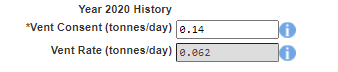 Year 2020 History
*Vent Consent (tonnes/day) 0.14
Vent Rate (tonnes/day) 0.062